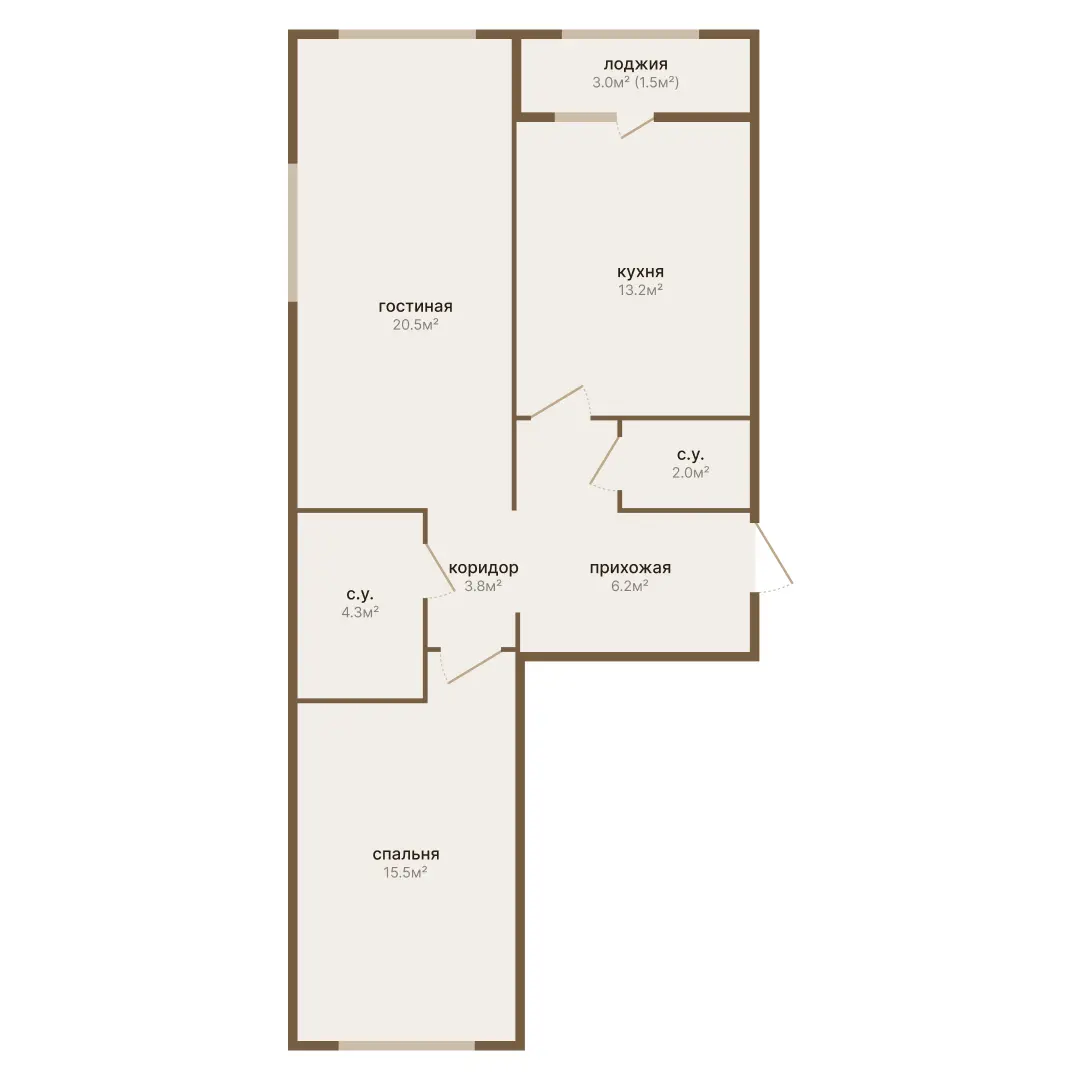 лоджия
3.0м² (1.5м²)
кухня
13.2м²
гостиная
20.5м²
с.у.
2.0м²
коридор
3.8м²
прихожая
6.2м²
с.у.
4.3м²
спальня
15.5м²